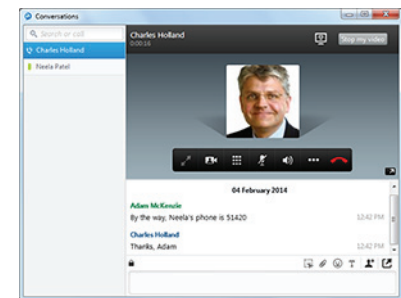 Conversations
Search or call
Charles Holland
Neela Patel
Charles Holland
0:00:16
Stop my video
04 February 2014
Adam McKenzie
By the way, Neela's phone is 51420
12:42 PM
Charles Holland
Thanks, Adam
12:42 PM
T